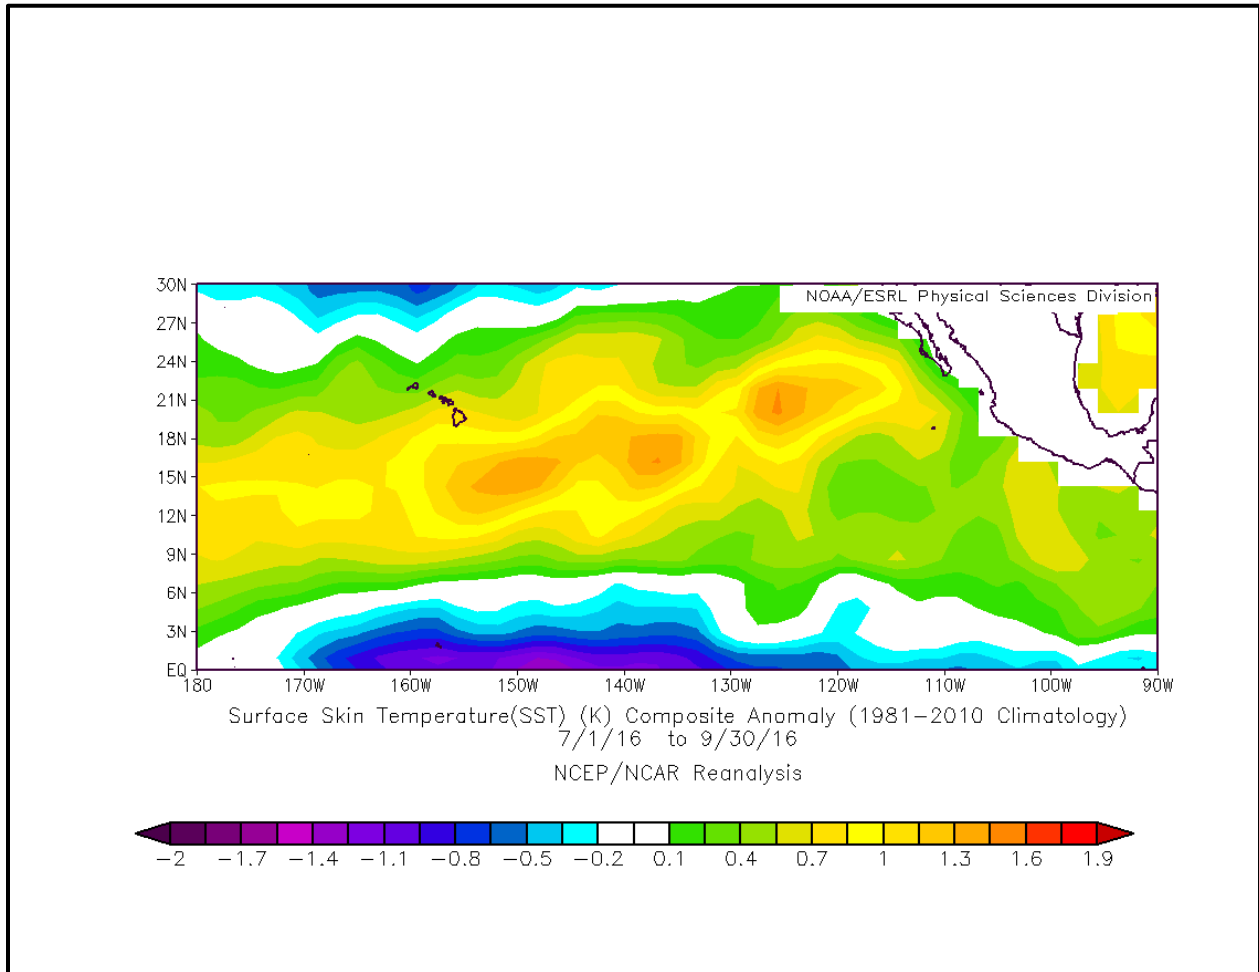 30N
NOAA/ESRL Physical Sciences Division
27N
24N
21N
18N
15N
12N
9N
6N
3N
EQ
180 170W 160W 150W 140W 130W 120W 110W 100W 90W
Surface Skin Temperature(SST) (K) Composite Anomaly (1981-2010 Climatology)
7/1/16 to 9/30/16
NCEP/NCAR Reanalysis
-2 -1.7 -1.4 -1.1 -0.8 -0.5 -0.2 0.1 0.4 0.7 1 1.3 1.6 1.9